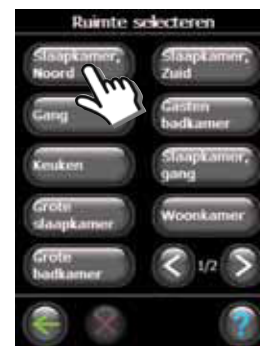 Ruimte selecteren
Slaapkamer,
Noord
Slaapkamer,
Zuid
Gang
Gasten
badkamer
Keuken
Slaapkamer,
gang
Grote
slaapkamer
Woonkamer
Grote
badkamer
< 1/2 >
?